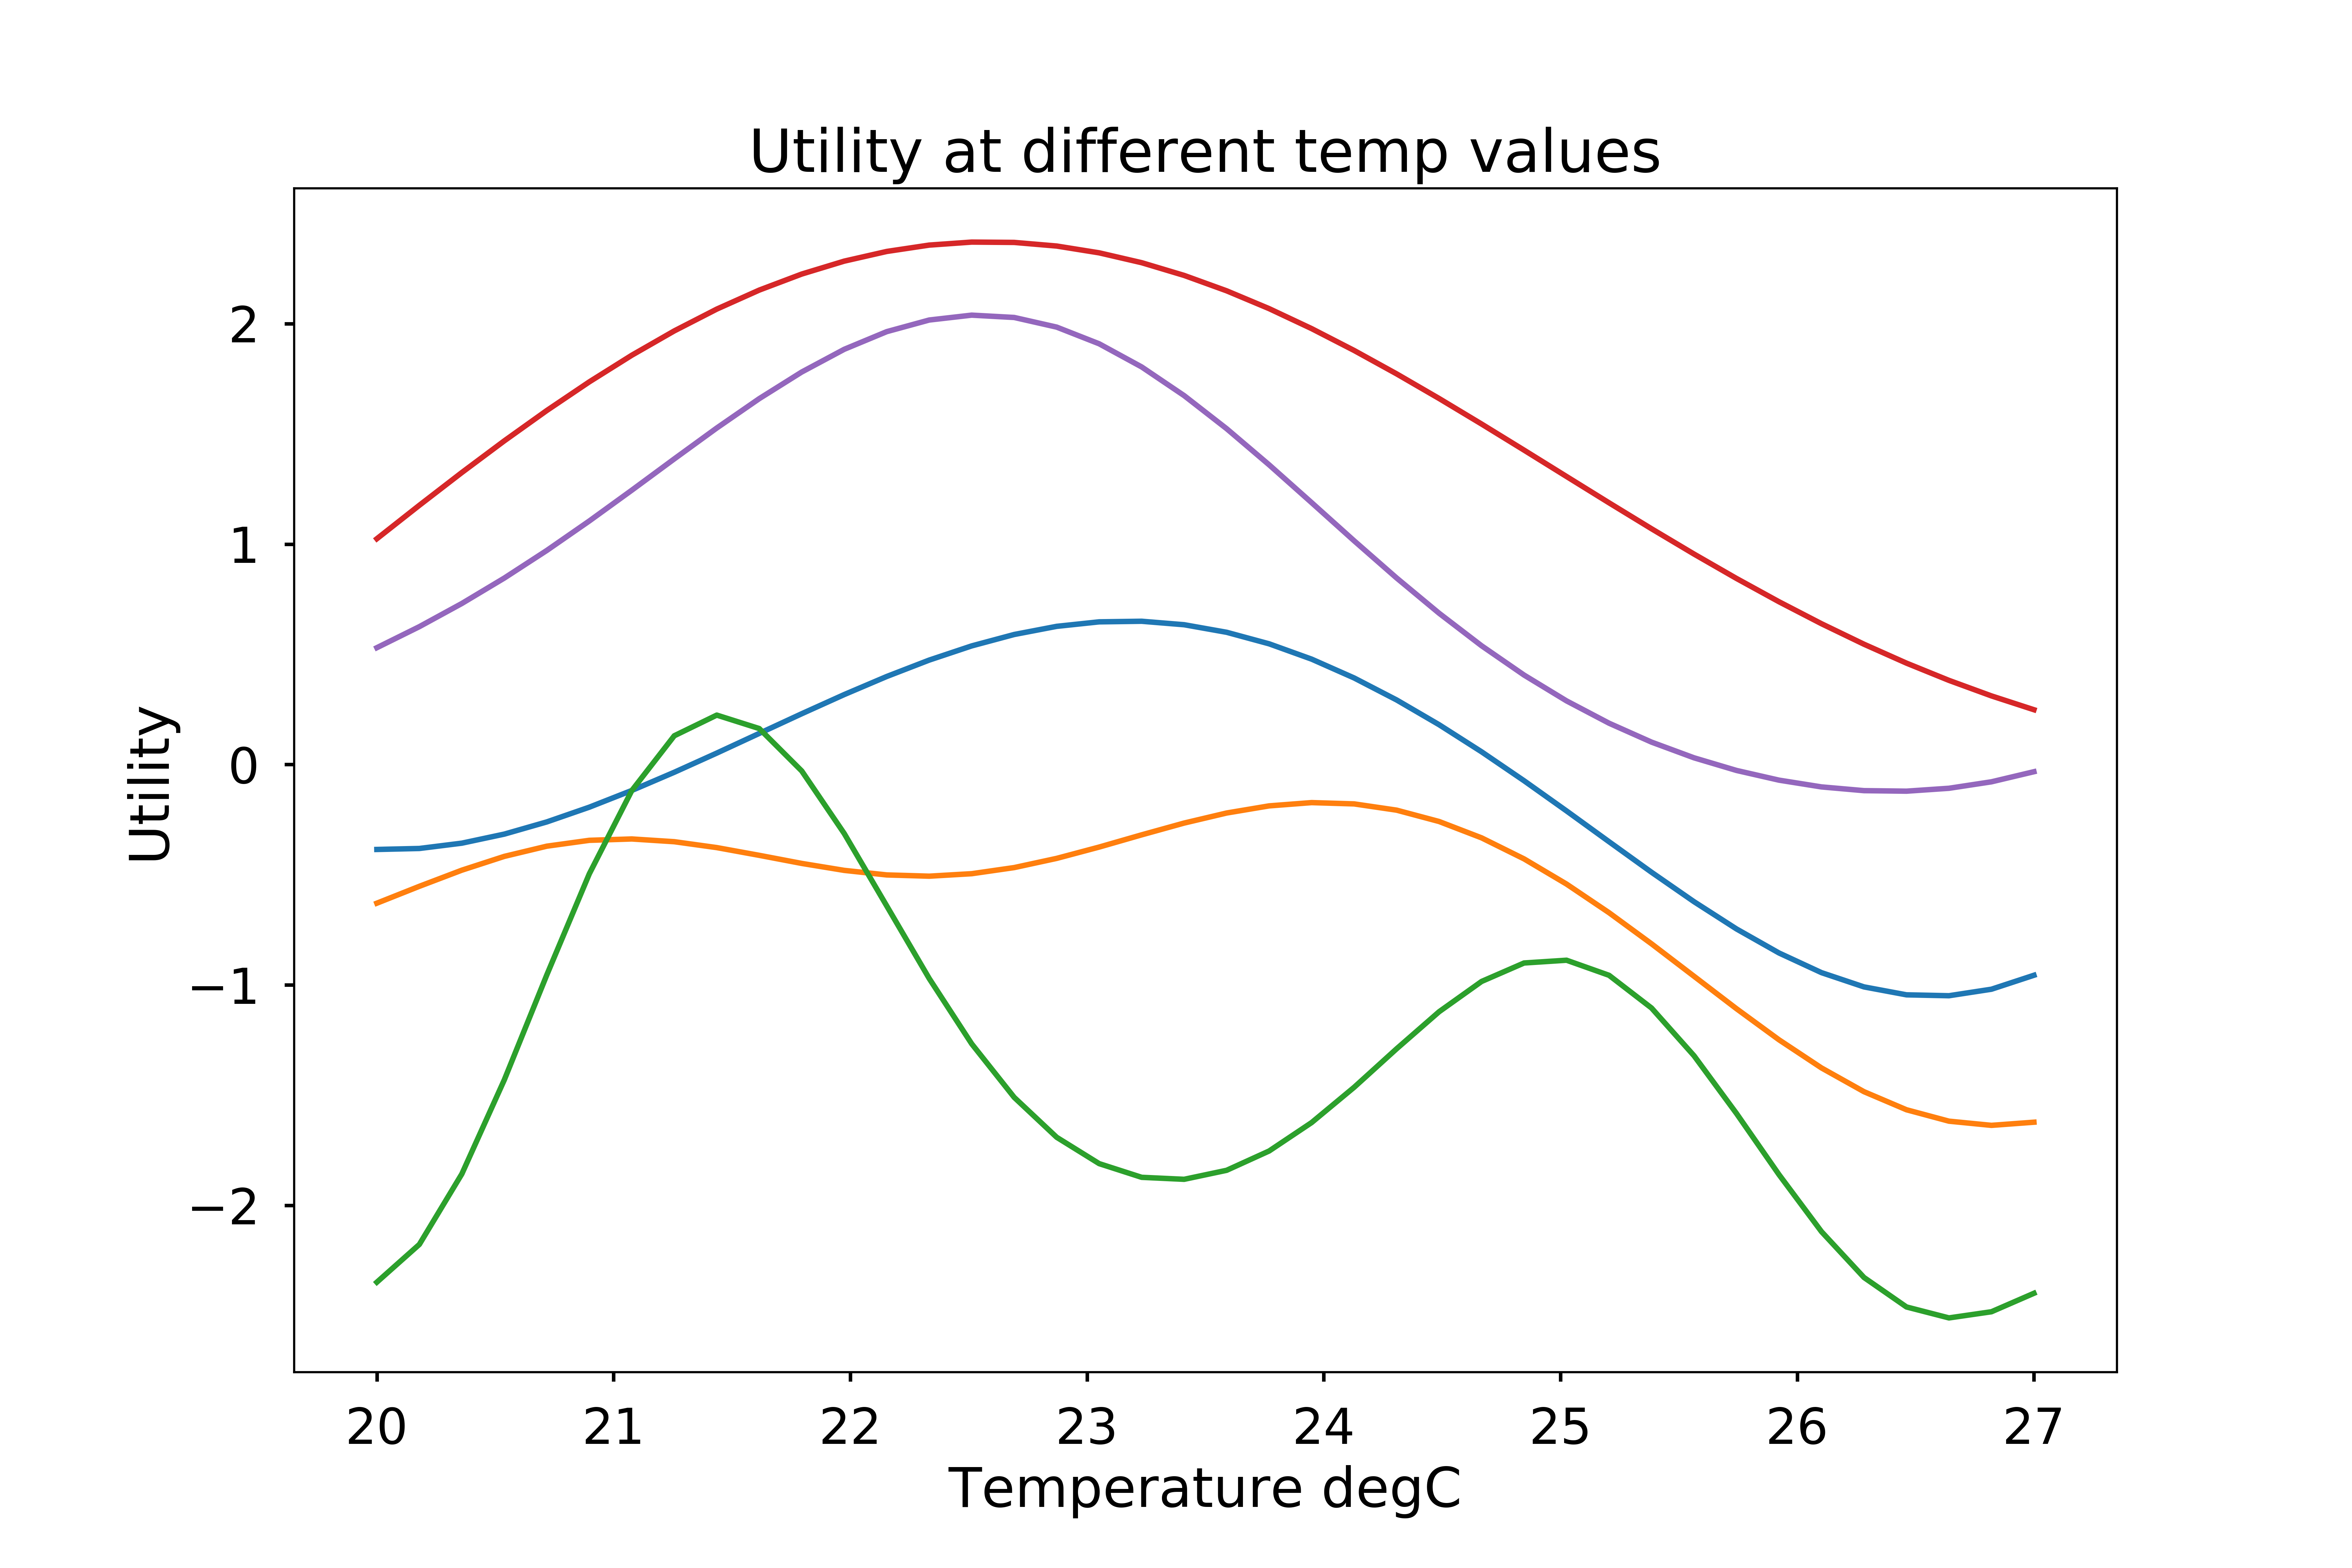 Utility at different temp values
Utility
2
1
0
−1
−2
20 21 22 23 24 25 26 27
Temperature degC